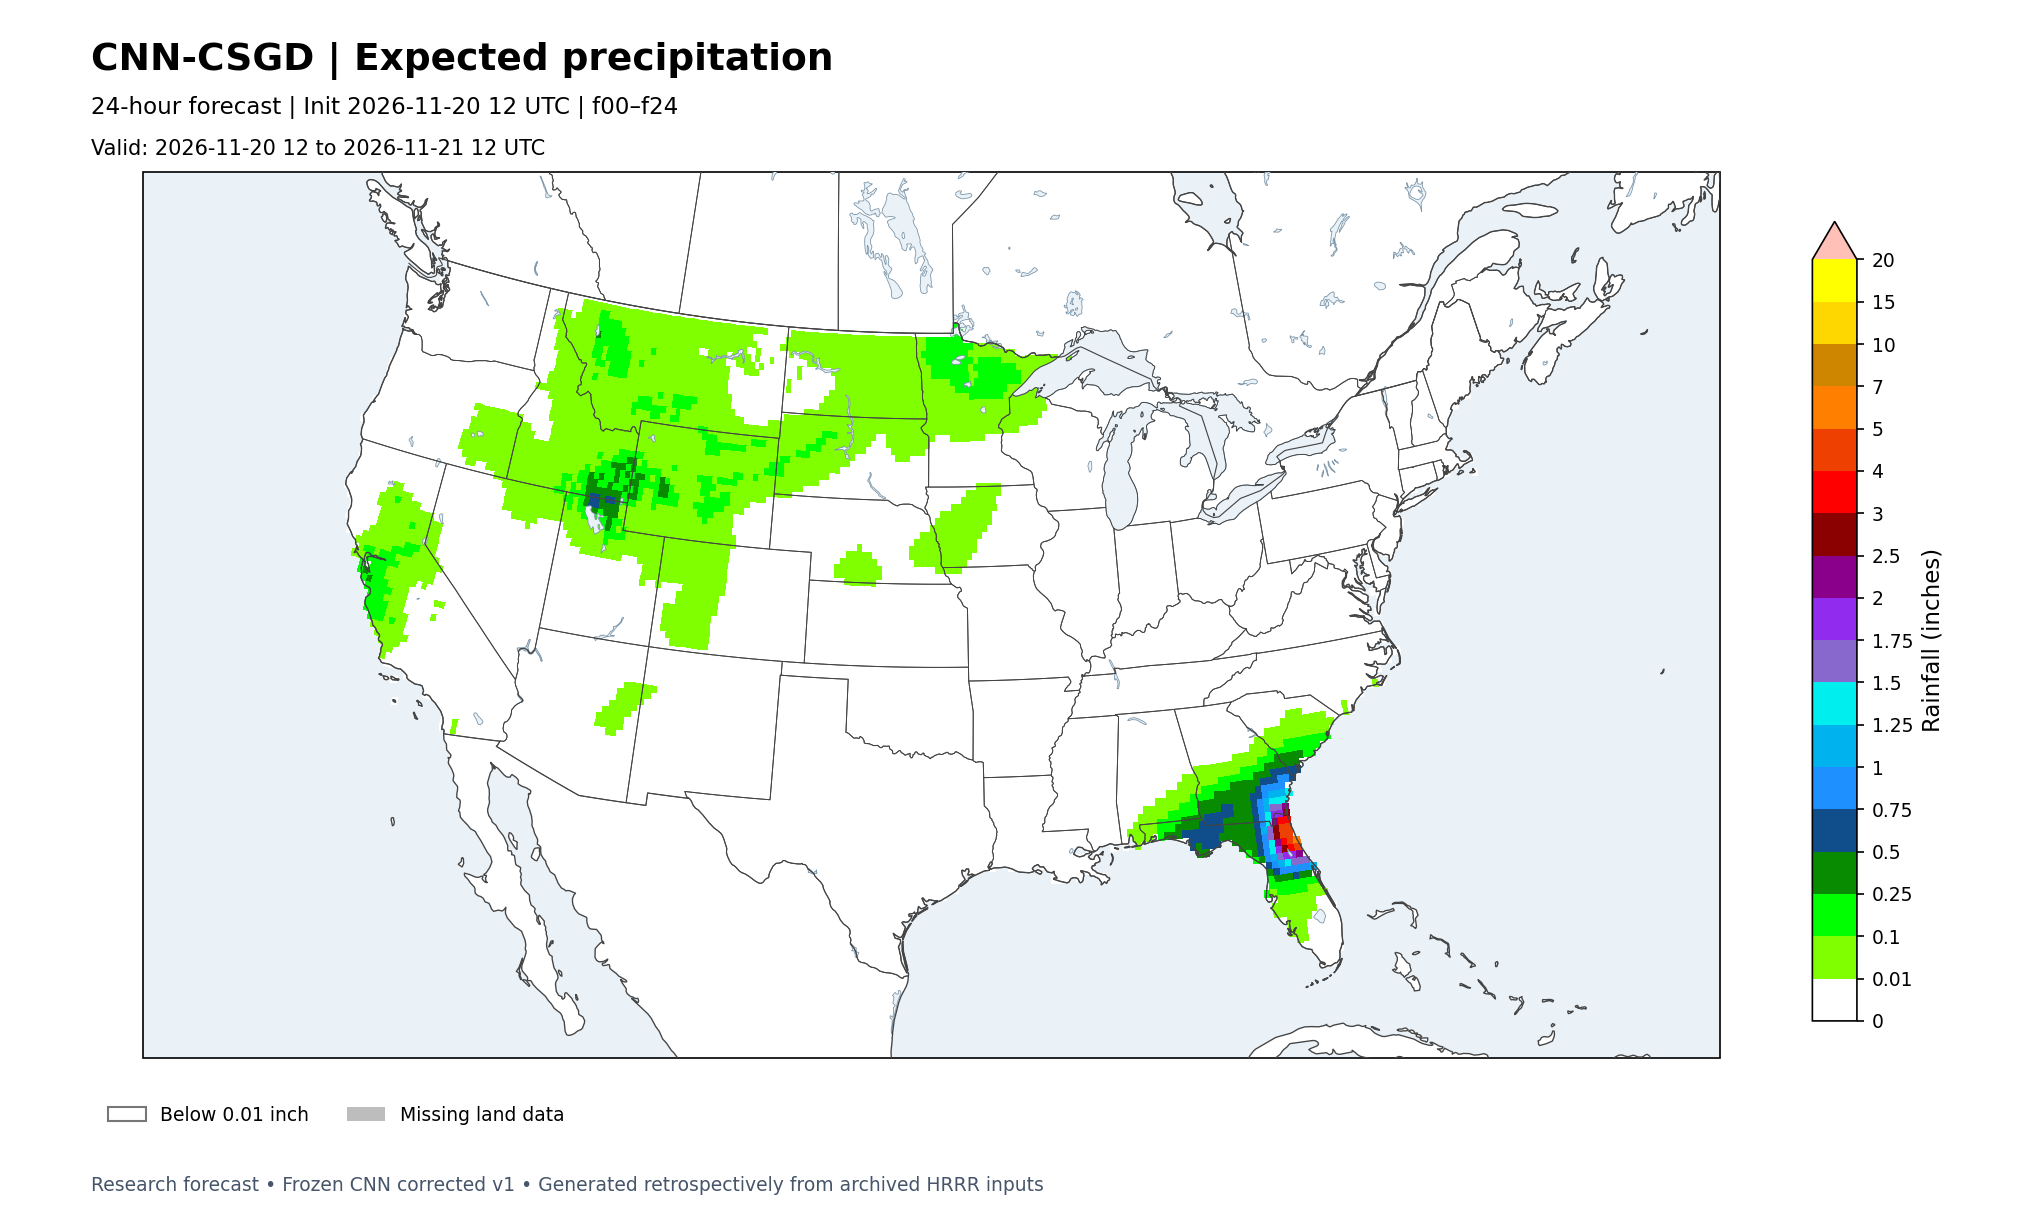 CNN-CSGD | Expected precipitation
24-hour forecast | Init 2026-11-20 12 UTC | f00–f24
Valid: 2026-11-20 12 to 2026-11-21 12 UTC
20
15
10
7
5
4
3
2.5
2
1.75
1.5
1.25
1
0.75
0.5
0.25
0.1
0.01
0
Rainfall (inches)
Below 0.01 inch
Missing land data
Research forecast • Frozen CNN corrected v1 • Generated retrospectively from archived HRRR inputs